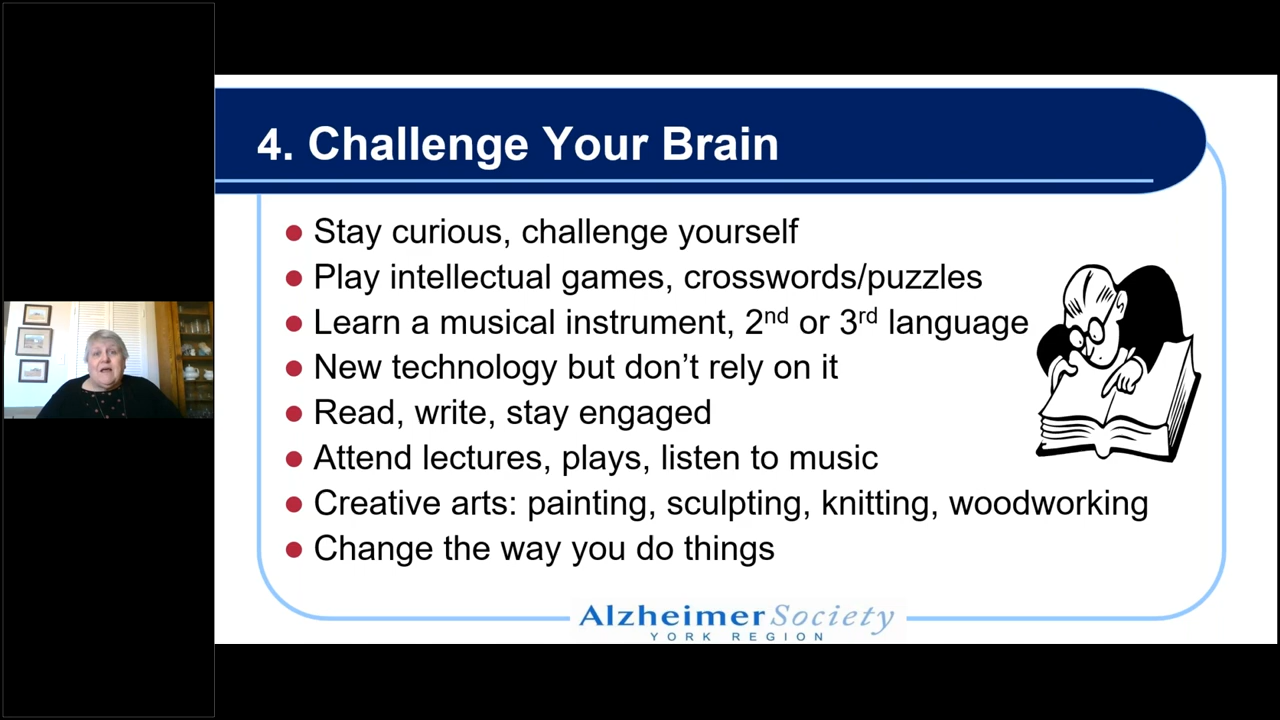 4. Challenge Your Brain
● Stay curious, challenge yourself
● Play intellectual games, crosswords/puzzles
● Learn a musical instrument, 2nd or 3rd language
● New technology but don’t rely on it
● Read, write, stay engaged
● Attend lectures, plays, listen to music
● Creative arts: painting, sculpting, knitting, woodworking
● Change the way you do things
AlzheimerSociety
YORK REGION